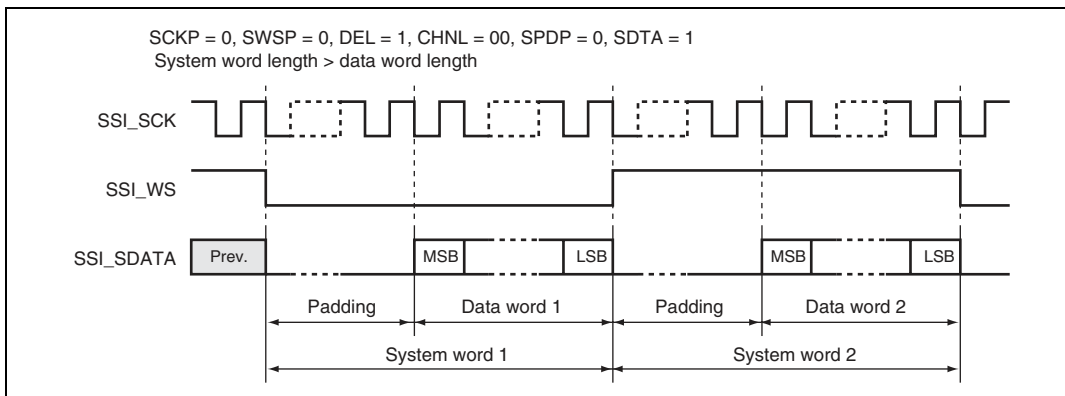 SCKP = 0, SWSP = 0, DEL = 1, CHNL = 00, SPDP = 0, SDTA = 1
System word length > data word length
SSI_SCK
SSI_WS
SSI_SDATA
Prev.
MSB
LSB
MSB
LSB
Padding
Data word 1
Padding
Data word 2
System word 1
System word 2